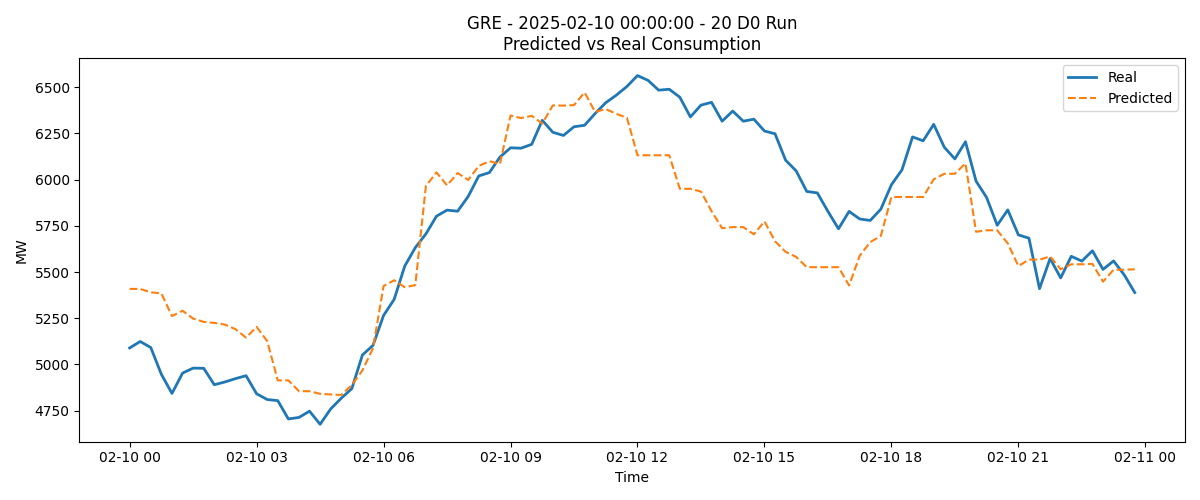 GRE - 2025-02-10 00:00:00 - 20 D0 Run
Predicted vs Real Consumption
Real
Predicted
MW
6500
6250
6000
5750
5500
5250
5000
4750
02-10 00
02-10 03
02-10 06
02-10 09
02-10 12
02-10 15
02-10 18
02-10 21
02-11 00
Time